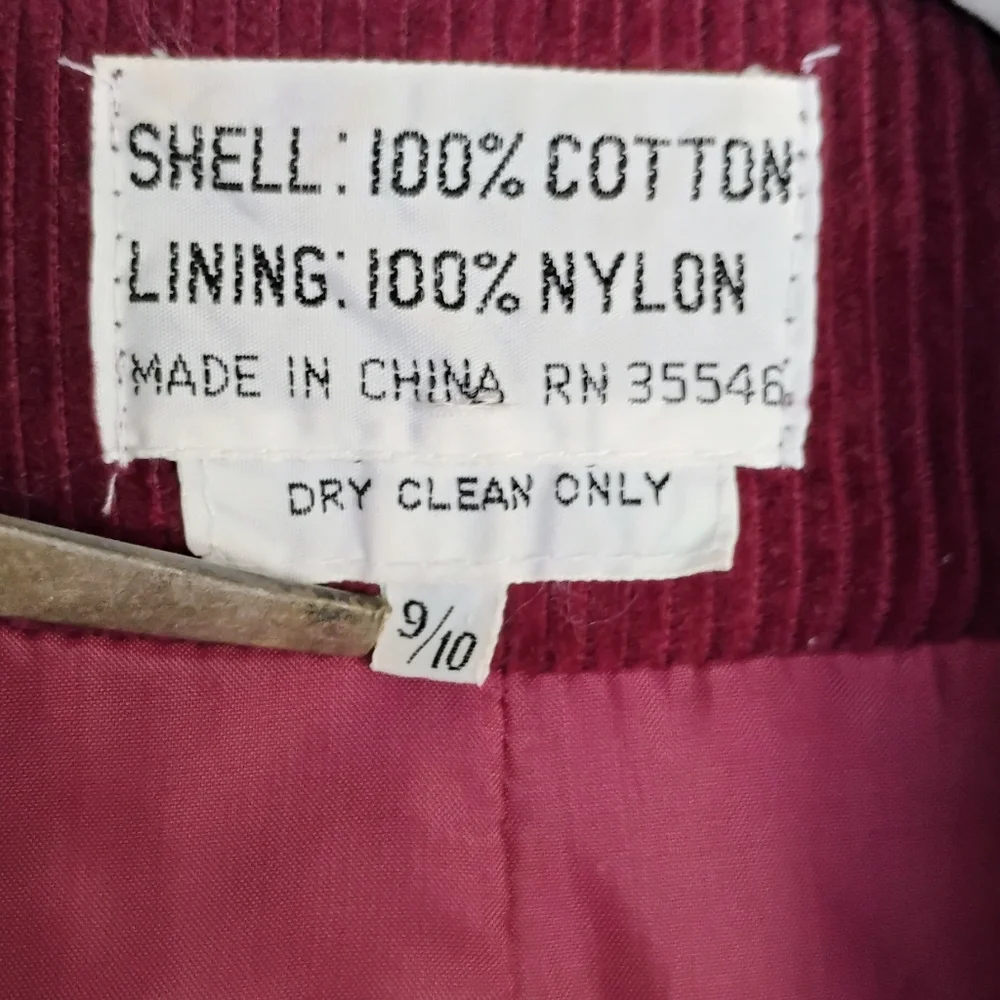 SHELL: 100% COTTON
LINING: 100% NYLON
MADE IN CHINA RN 35546
DRY CLEAN ONLY
9/10